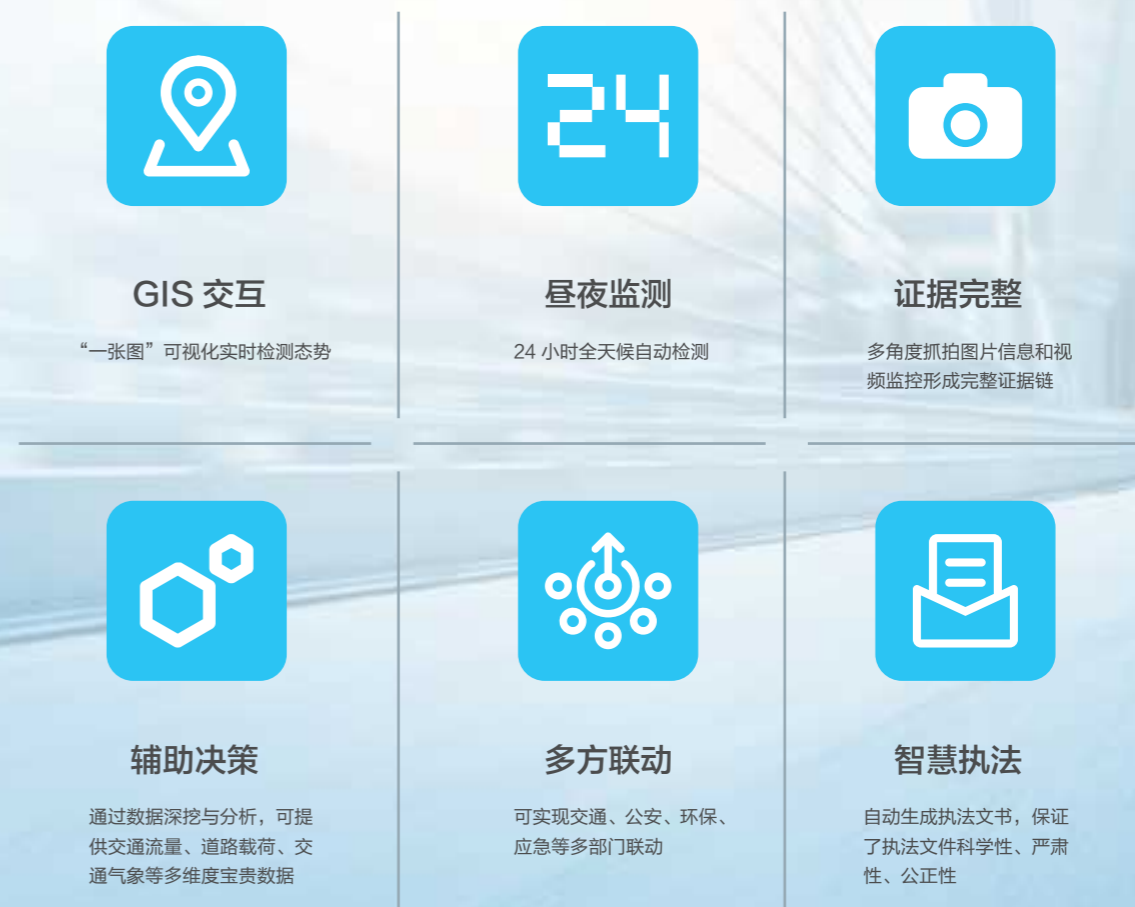 24
GIS 交互
昼夜监测
证据完整
“一张图”可视化实时检测态势
24 小时全天候自动检测
多角度抓拍图片信息和视
频监控形成完整证据链
辅助决策
多方联动
智慧执法
通过数据深挖与分析，可提
供交通流量、道路载荷、交
通气象等多维度宝贵数据
可实现交通、公安、环保、
应急等多部门联动
自动生成执法文书，保证
了执法文件科学性、严肃
性、公正性